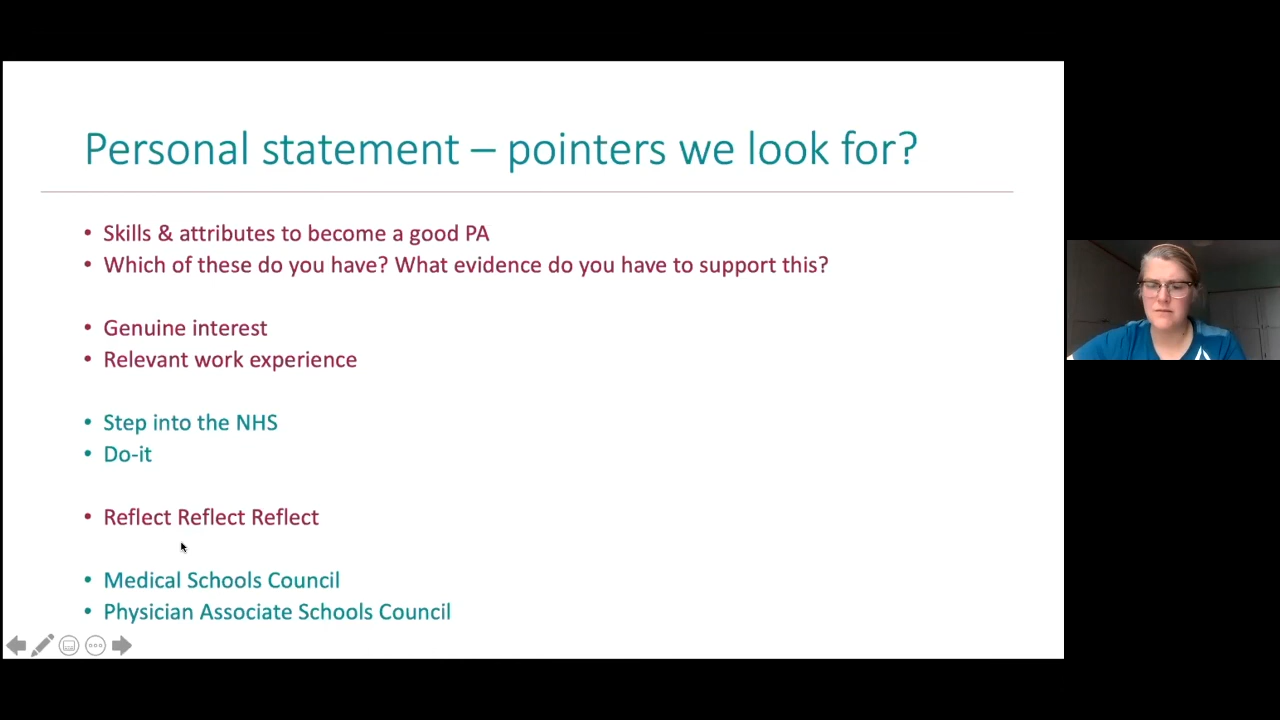 Personal statement – pointers we look for?
• Skills & attributes to become a good PA
• Which of these do you have? What evidence do you have to support this?
• Genuine interest
• Relevant work experience
• Step into the NHS
• Do-it
• Reflect Reflect Reflect
• Medical Schools Council
• Physician Associate Schools Council